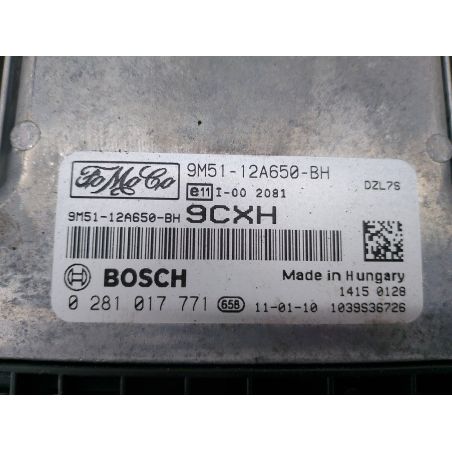 FoMoCo
9M51-12A650-BH
e11 I-00 2081
DZL7S
9M51-12A650-BH 9CXH
BOSCH
Made in Hungary
1415 0128
0 281 017 771 65B 11-01-10 1039S36726